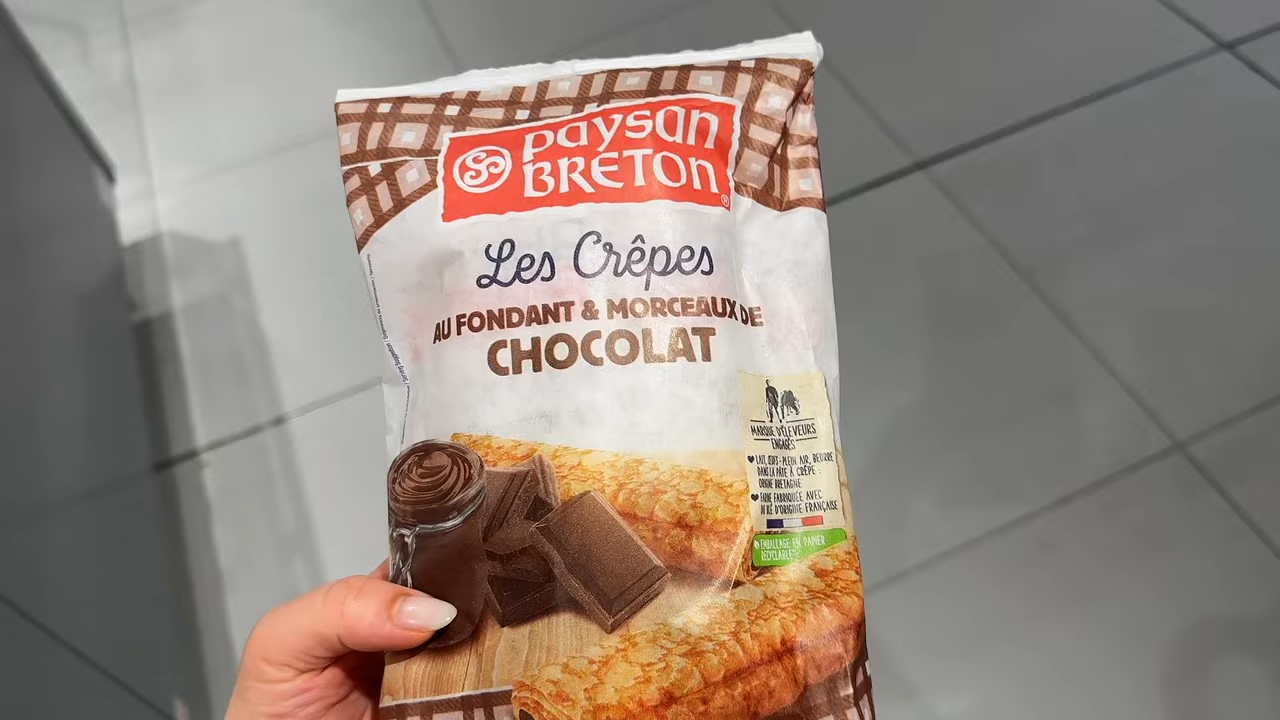 paysan
BRETON
®
Les Crêpes
AU FONDANT & MORCEAUX DE
CHOCOLAT
MARQUE D'ÉLEVEURS
ENGAGÉS
LAIT, ŒUFS - PLEIN AIR, BEURRE
DANS LA PÂTE À CRÊPE :
ORIGINE BRETAGNE
FARINE FABRIQUÉE AVEC
DU BLÉ D'ORIGINE FRANÇAISE
EMBALLAGE EN PAPIER
RECYCLABLE